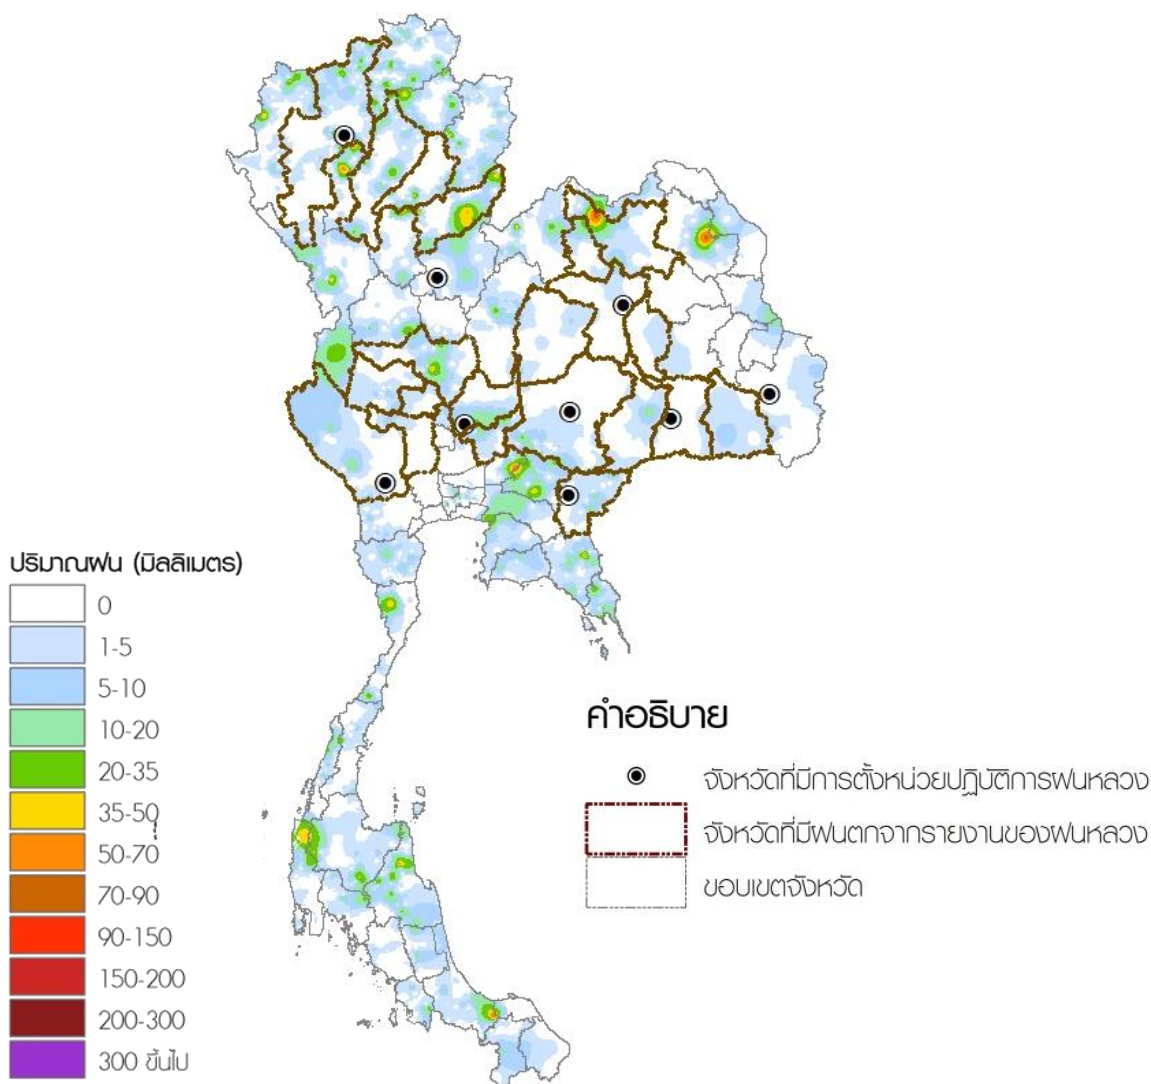 ปริมาณฝน (มิลลิเมตร)
0
1-5
5-10
10-20
20-35
35-50
50-70
70-90
90-150
150-200
200-300
300 ขึ้นไป
คำอธิบาย
จังหวัดที่มีการตั้งหน่วยปฏิบัติการฝนหลวง
จังหวัดที่มีฝนตกจากรายงานของฝนหลวง
ขอบเขตจังหวัด